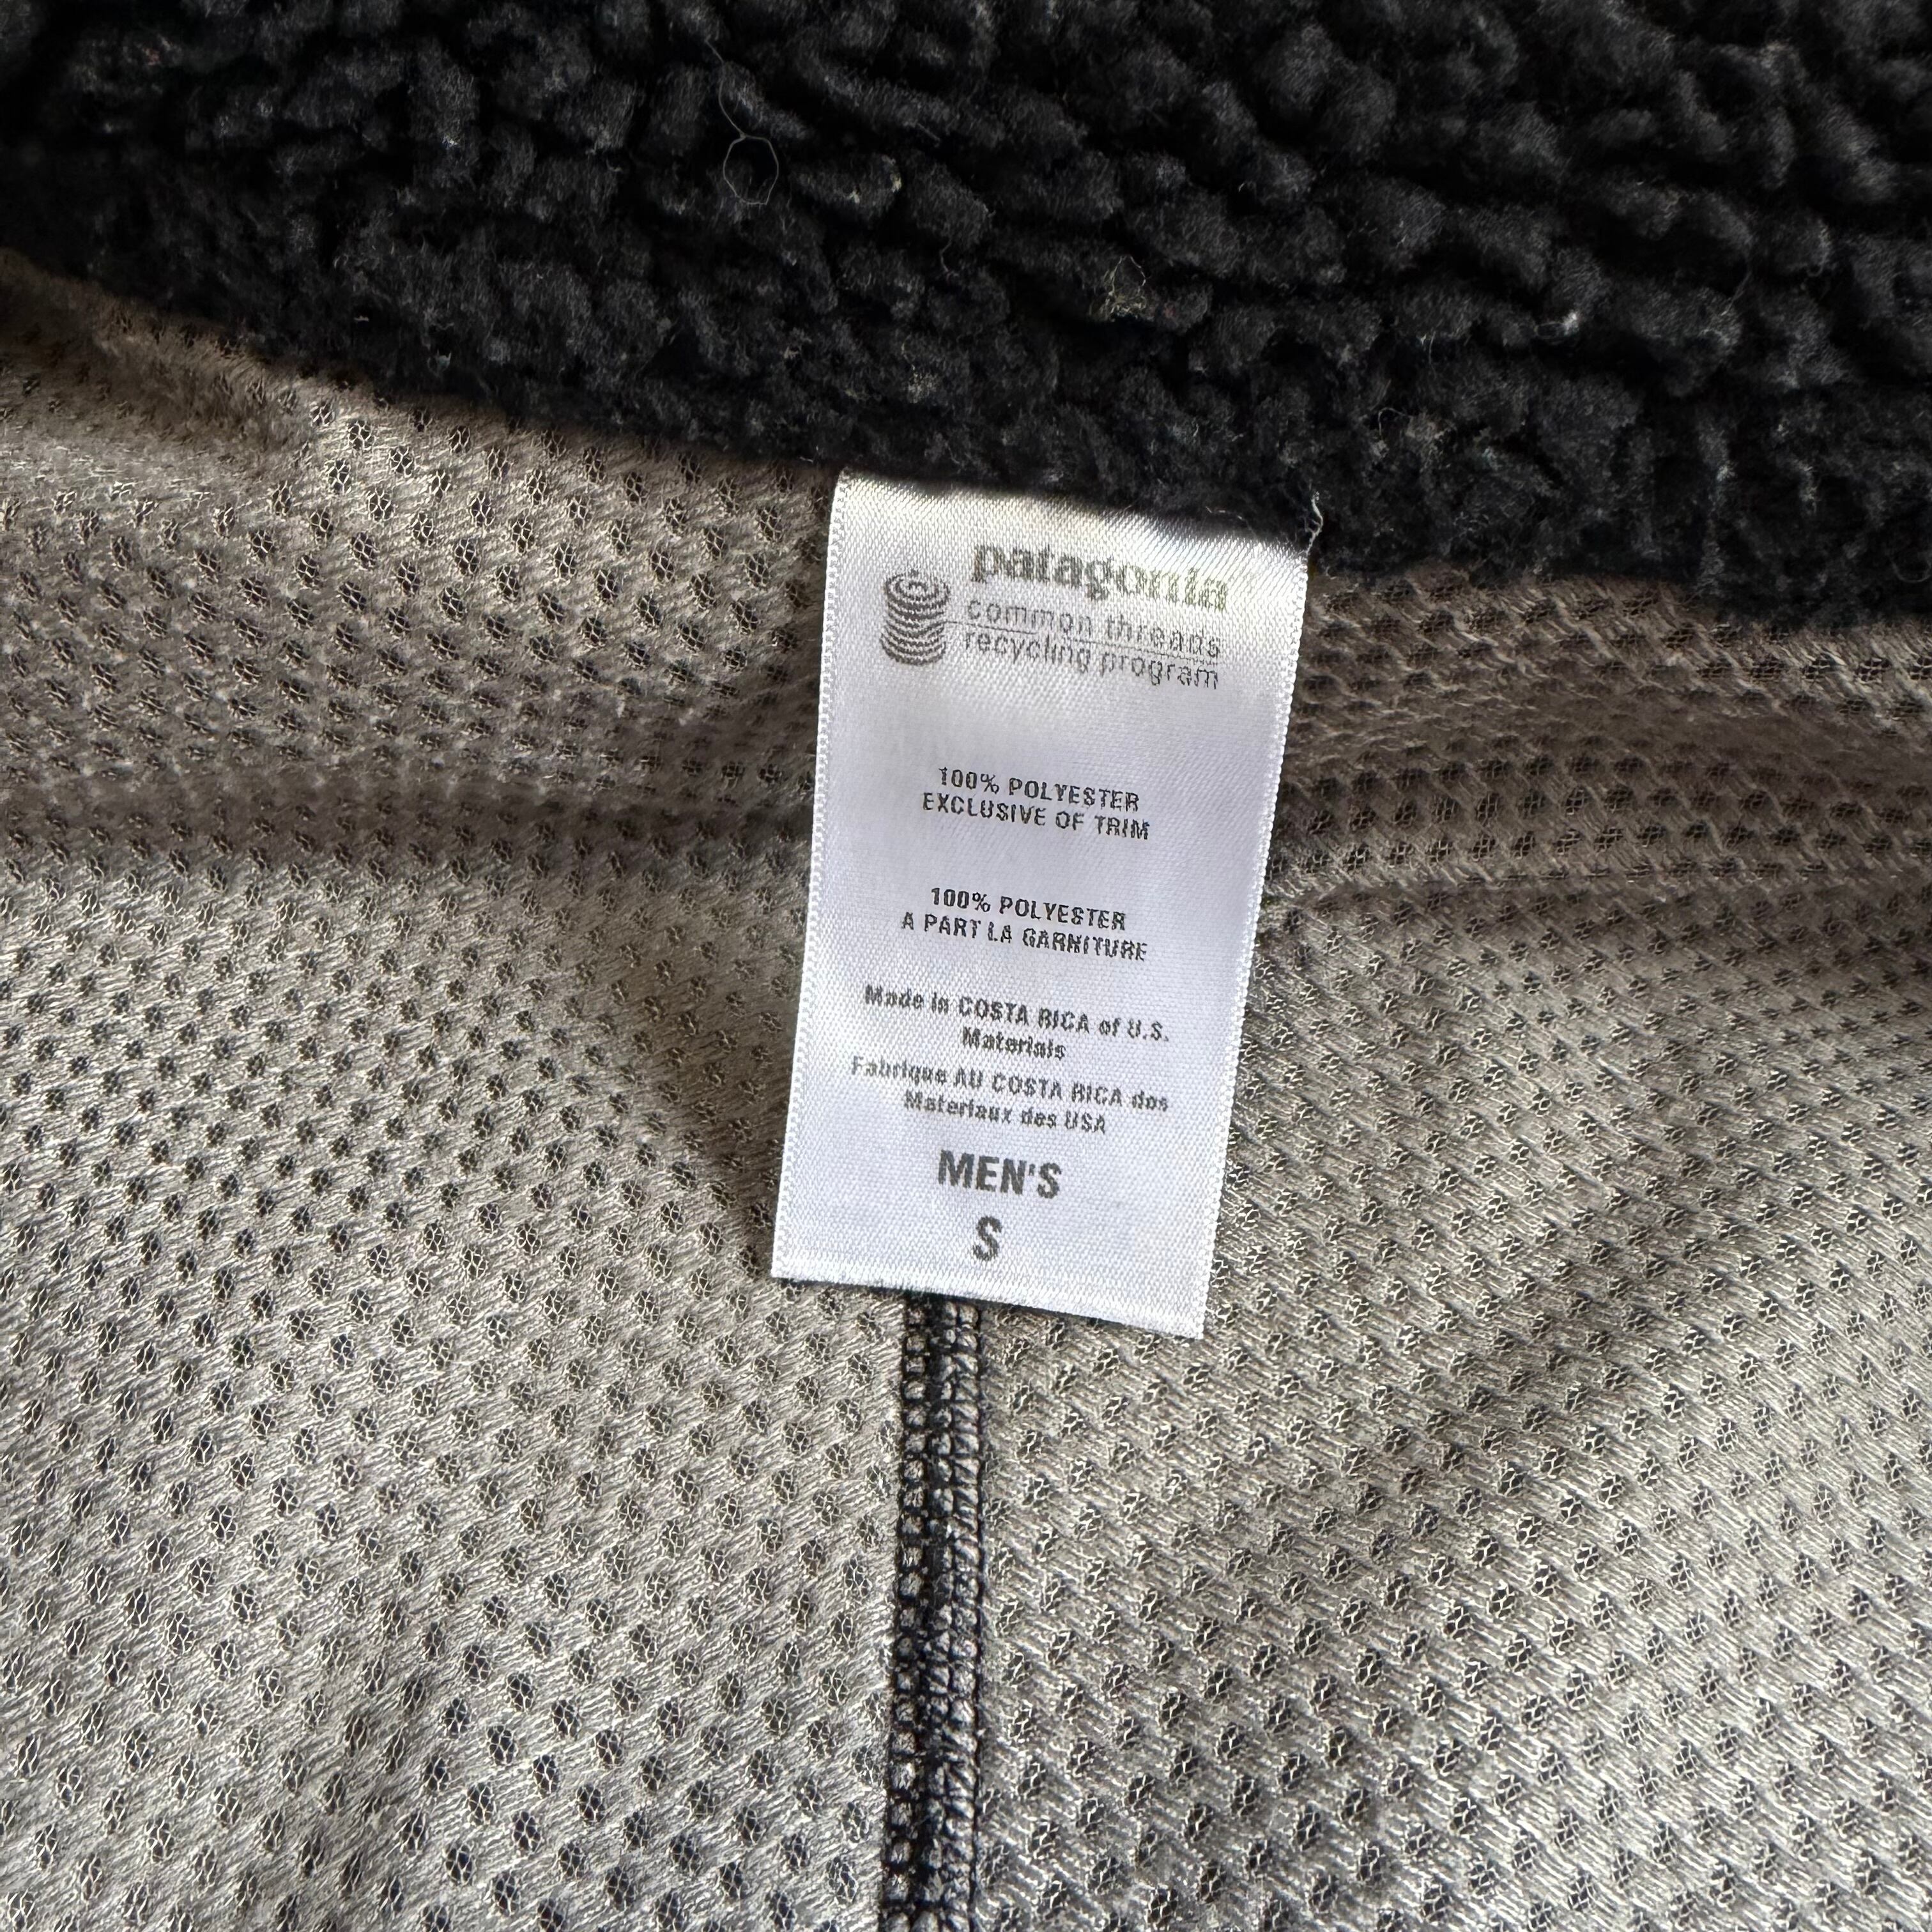 patagonia
common threads
recycling program
100% POLYESTER
EXCLUSIVE OF TRIM
100% POLYESTER
A PART LA GARNITURE
Made in COSTA RICA of U.S.
Materials
Fabrique AU COSTA RICA dos
Materiaux des USA
MEN'S
S